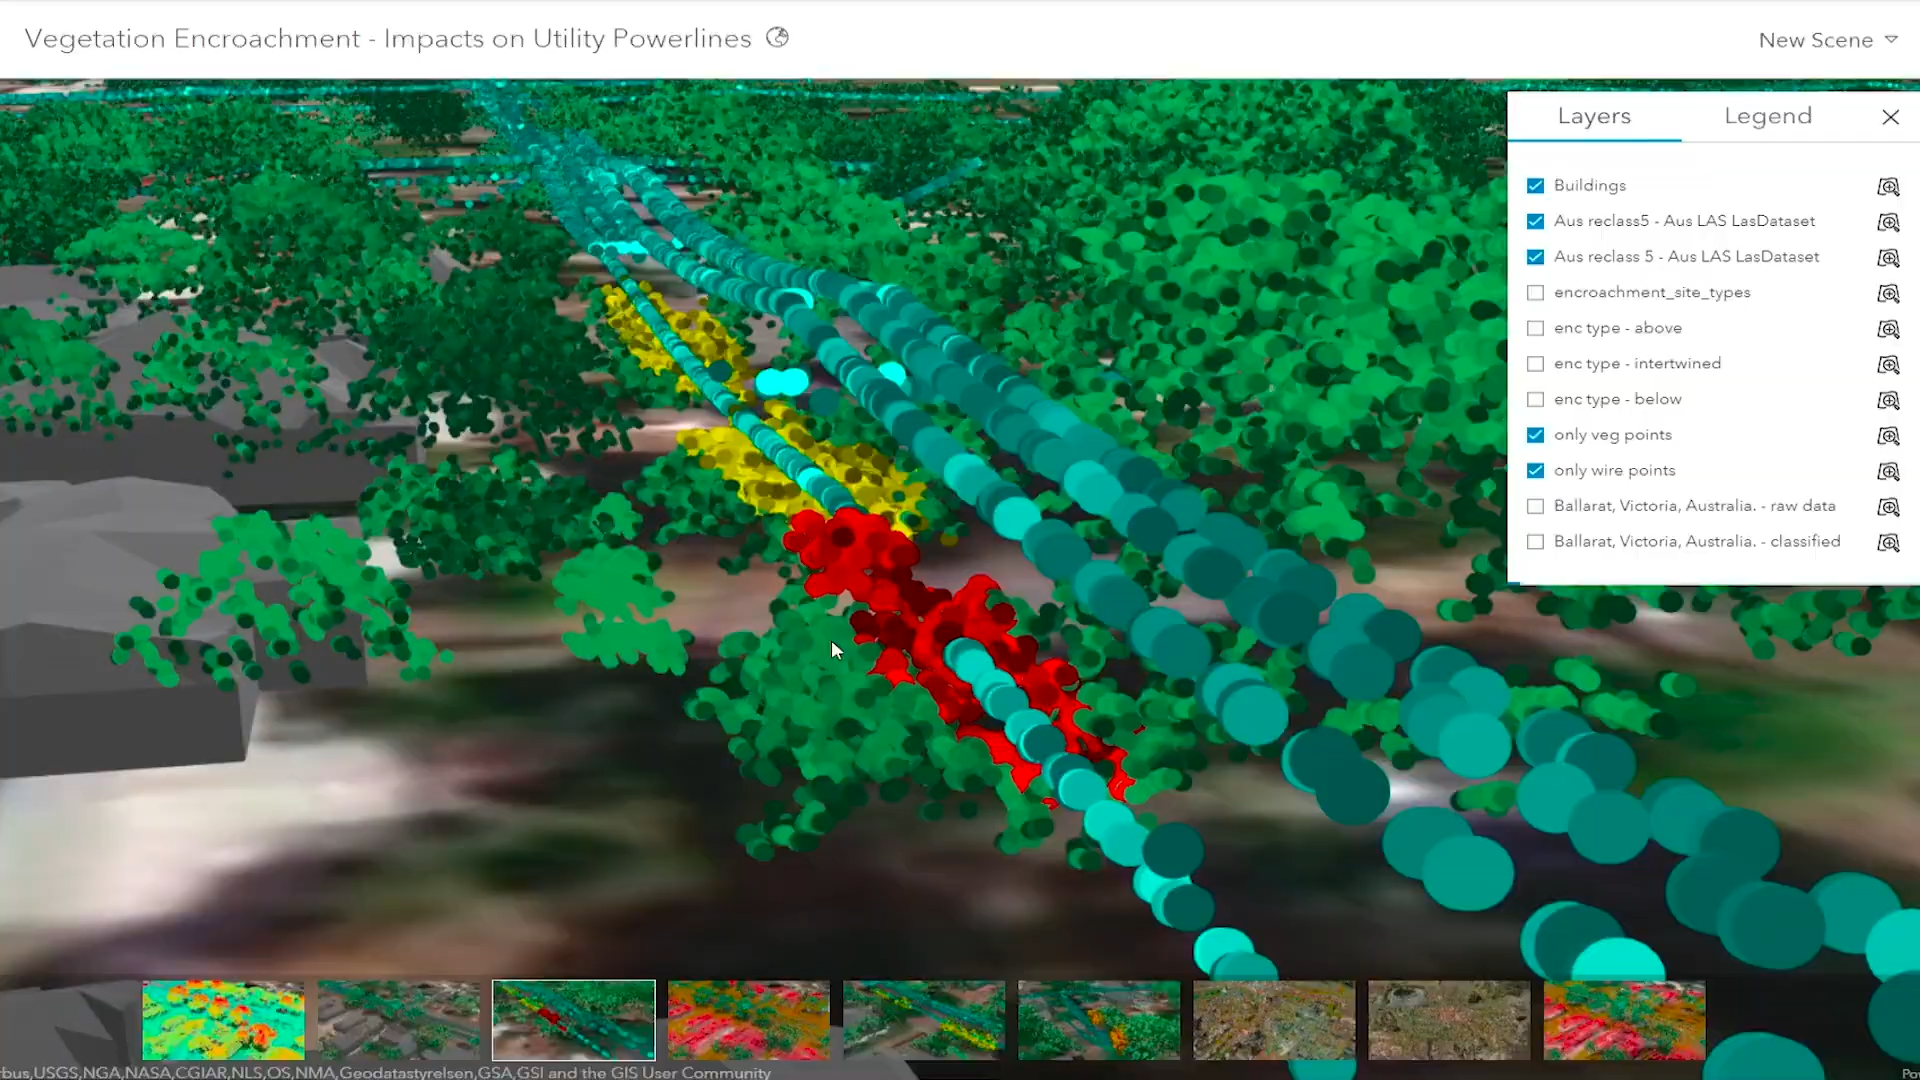 Vegetation Encroachment - Impacts on Utility Powerlines
New Scene
Layers
Legend
Buildings
Aus reclass5 - Aus LAS LasDataset
Aus reclass 5 - Aus LAS LasDataset
encroachment_site_types
enc type - above
enc type - intertwined
enc type - below
only veg points
only wire points
Ballarat, Victoria, Australia. - raw data
Ballarat, Victoria, Australia. - classified
rbus,USGS,NGA,NASA,CGIAR,NLS,OS,NMA,Geodatastyrelsen,GSA,GSI and the GIS User Community